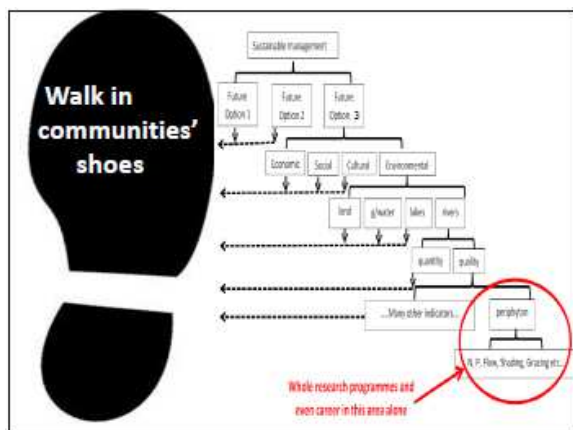 Sustainable management
Walk in
communities'
shoes
Future
Option 1
Future
Option 2
Future
Option 3
Economic
Social
Cultural
Environmental
land
g/water
lakes
rivers
quantity
quality
...Many other indicators...
periphyton
N, P, Flow, Shading, Grazing etc...
Whole research programmes and
even career in this area alone